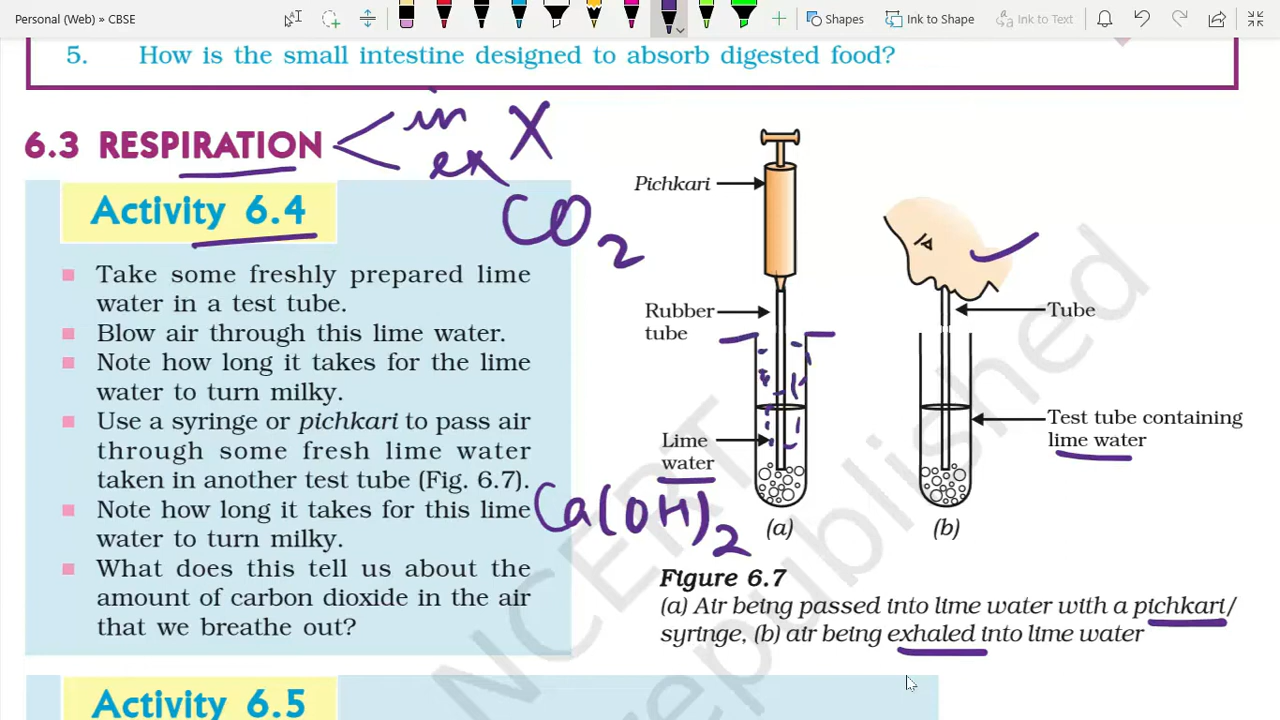 Personal (Web) » CBSE
Shapes
Ink to Shape
Ink to Text
5. How is the small intestine designed to absorb digested food?
6.3 RESPIRATION
in X
ex
CO2
Activity 6.4
Take some freshly prepared lime
water in a test tube.
Blow air through this lime water.
Note how long it takes for the lime
water to turn milky.
Use a syringe or pichkari to pass air
through some fresh lime water
taken in another test tube (Fig. 6.7).
Note how long it takes for this lime
water to turn milky.
What does this tell us about the
amount of carbon dioxide in the air
that we breathe out?
Pichkari
Rubber
tube
Lime
water
Ca(OH)2
(a)
Tube
Test tube containing
lime water
(b)
Figure 6.7
(a) Air being passed into lime water with a pichkari/
syringe, (b) air being exhaled into lime water
NCERT
republished
Activity 6.5